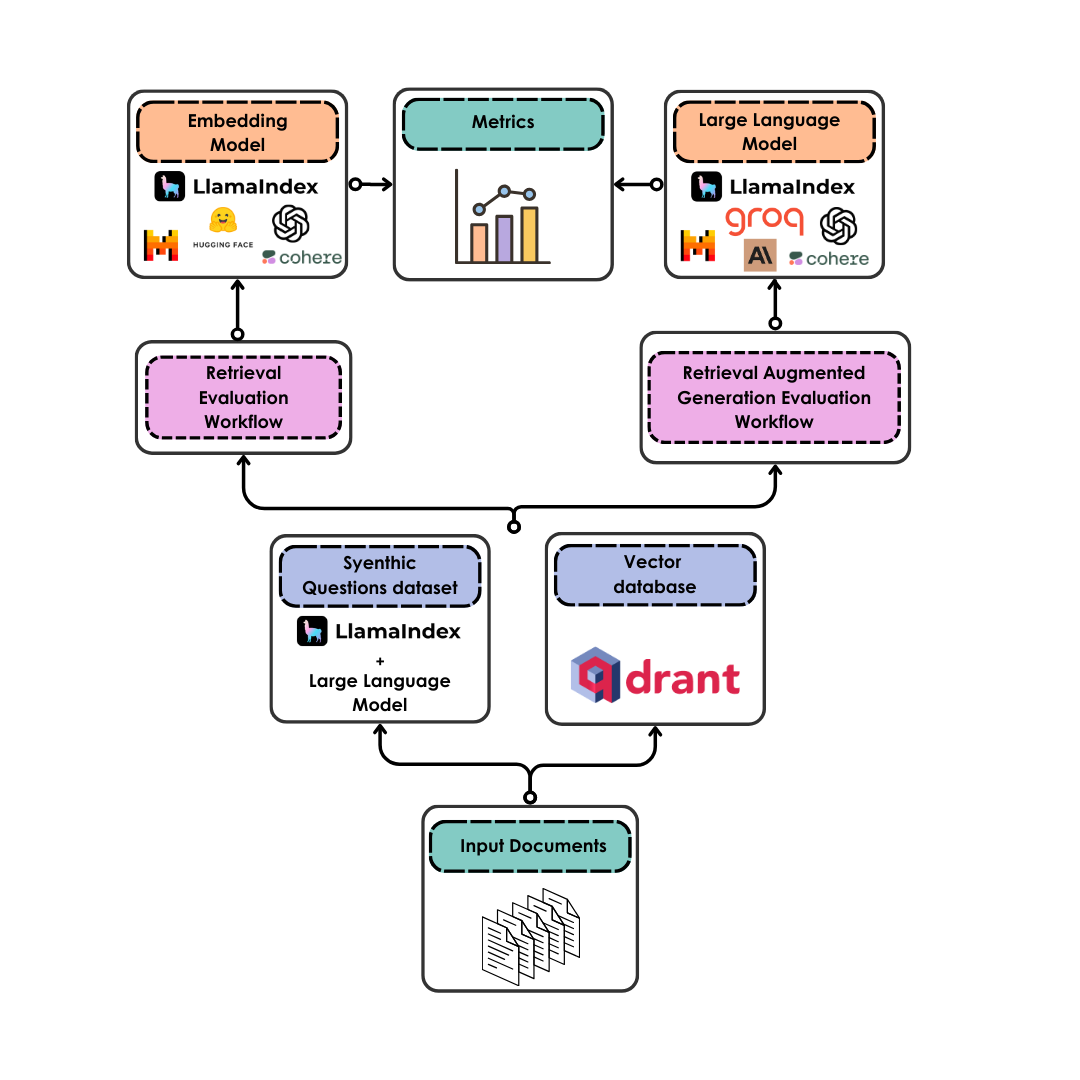 Embedding
Model
LlamaIndex
HUGGING FACE
cohere
Metrics
Large Language
Model
LlamaIndex
groq
AI
cohere
Retrieval
Evaluation
Workflow
Retrieval Augmented
Generation Evaluation
Workflow
Syenthic
Questions dataset
LlamaIndex
+
Large Language
Model
Vector
database
qdrant
Input Documents